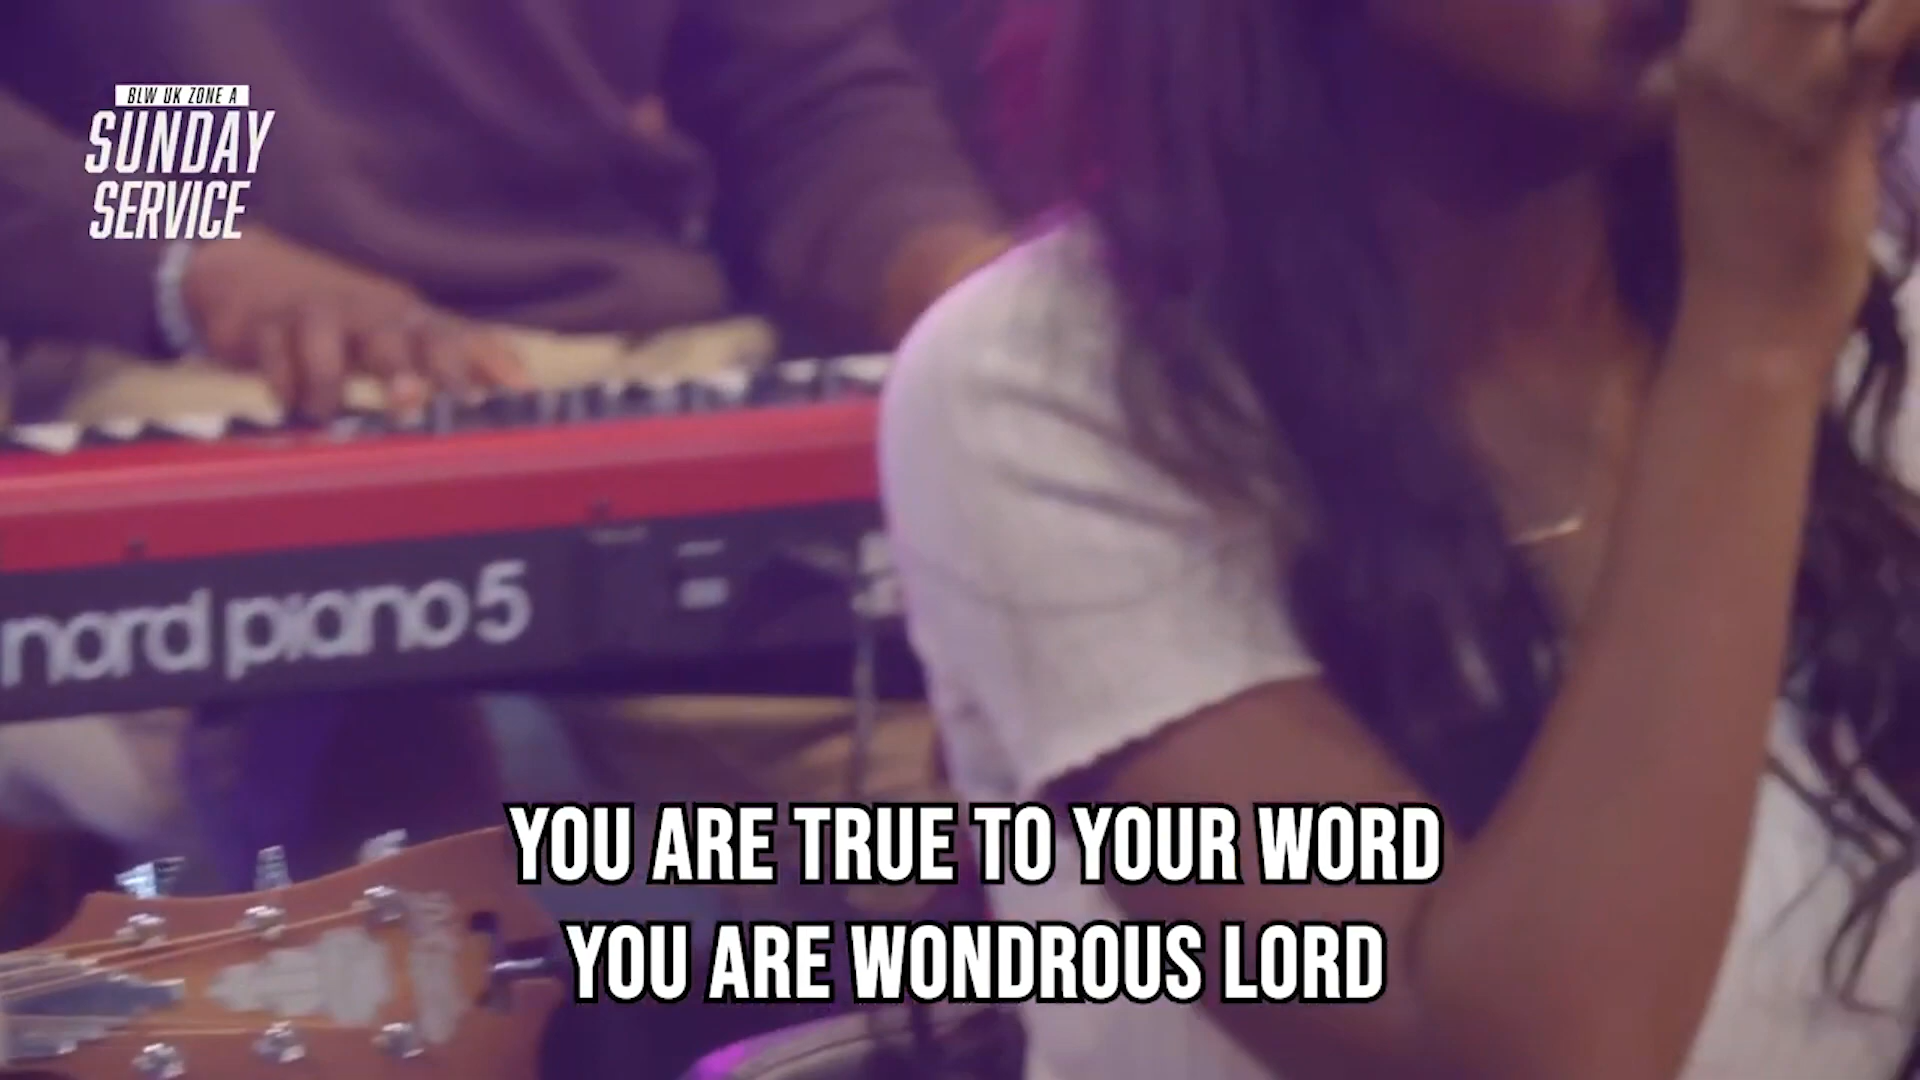 BLW UK ZONE A
SUNDAY
SERVICE
nord piano 5
YOU ARE TRUE TO YOUR WORD
YOU ARE WONDROUS LORD